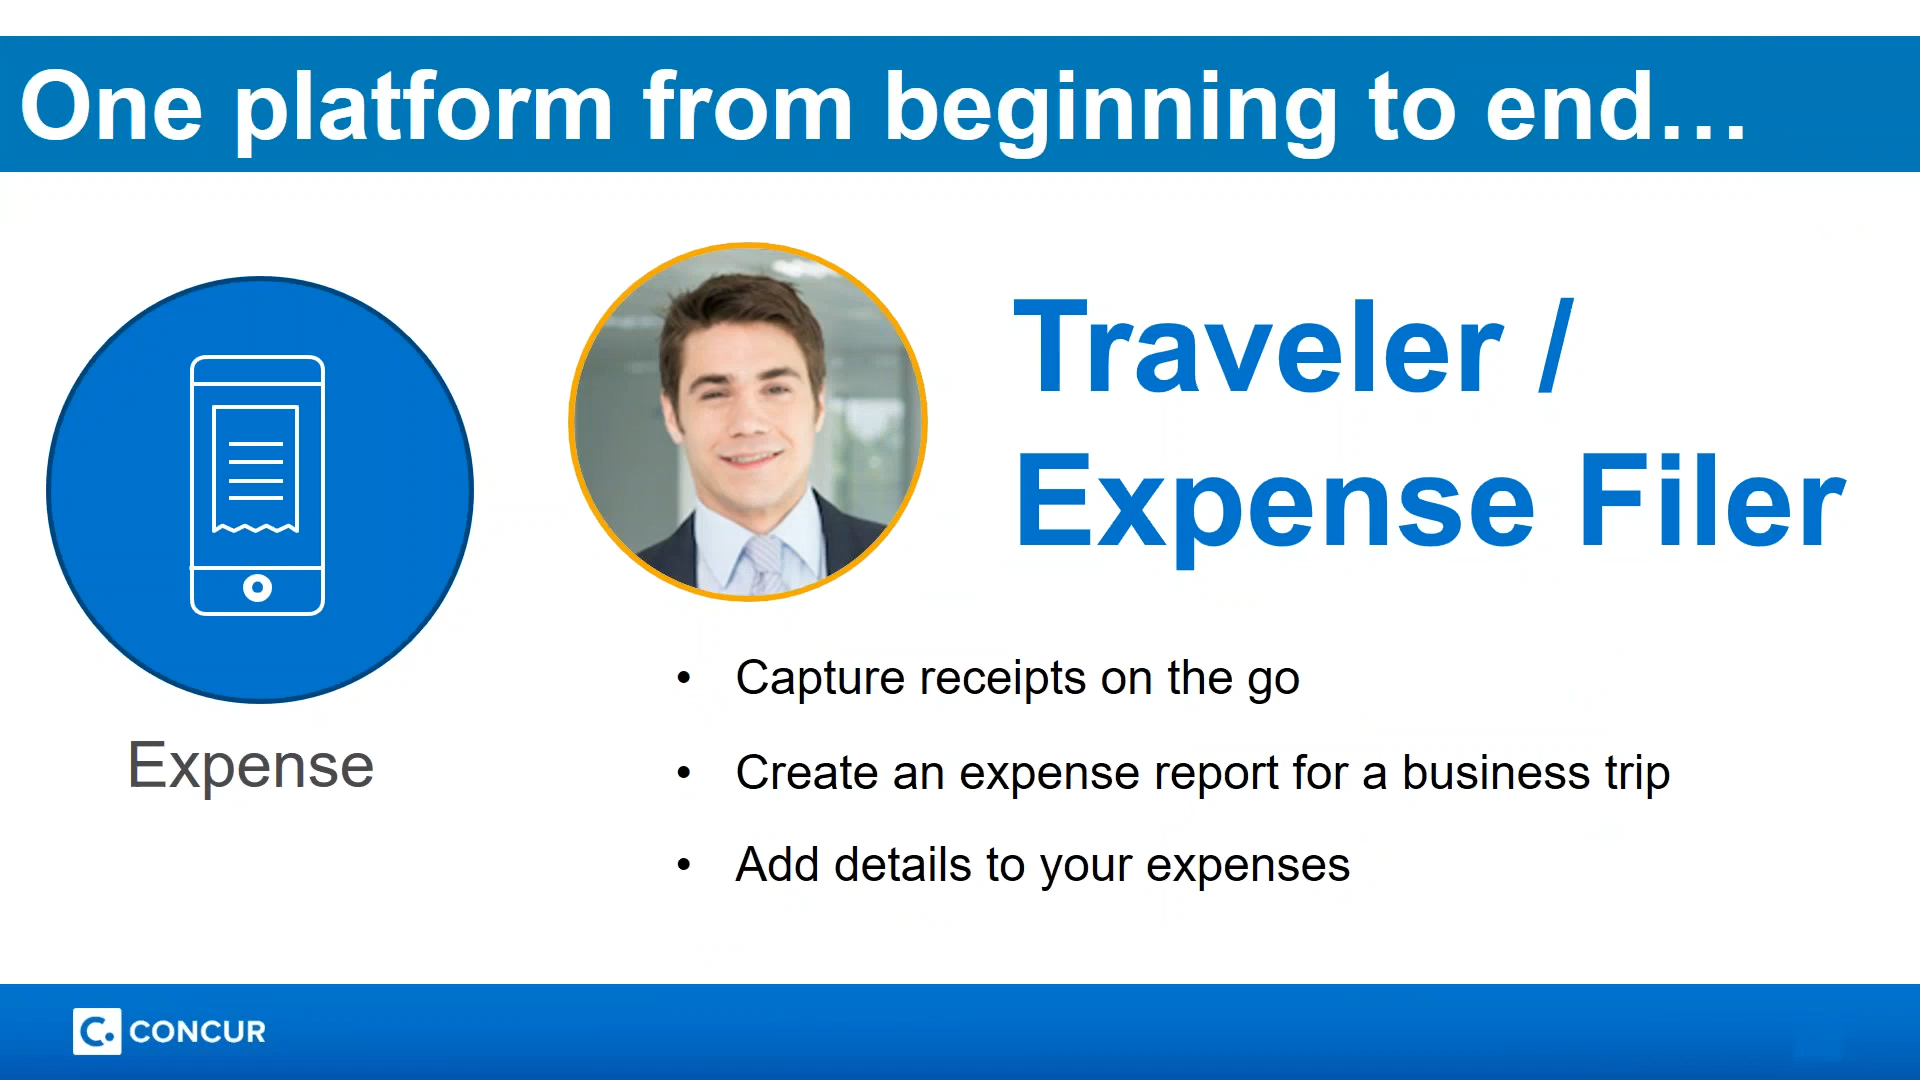 One platform from beginning to end…
Traveler /
Expense Filer
Expense
• Capture receipts on the go
• Create an expense report for a business trip
• Add details to your expenses
C. CONCUR